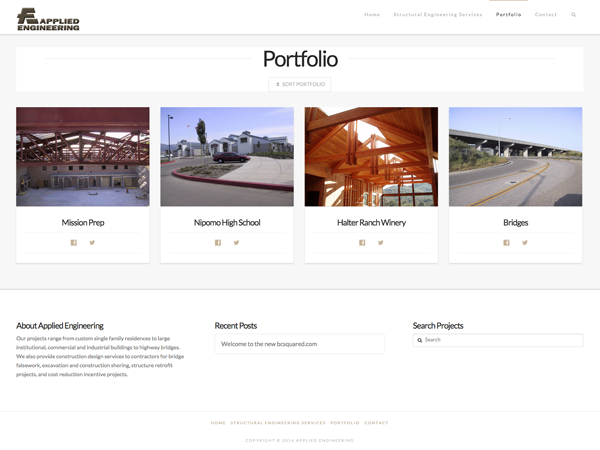 APPLIED
ENGINEERING
Home Structural Engineering Services Portfolio Contact
Portfolio
SORT PORTFOLIO
Mission Prep
Nipomo High School
Halter Ranch Winery
Bridges
About Applied Engineering
Our projects range from custom single family residences to large
institutional, commercial and industrial buildings to highway bridges.
We also provide construction design services to contractors for bridge
falsework, excavation and construction shoring, structure retrofit
projects, and cost reduction incentive projects.
Recent Posts
Welcome to the new bcsquared.com
Search Projects
Search
HOME STRUCTURAL ENGINEERING SERVICES PORTFOLIO CONTACT
COPYRIGHT © 2014 APPLIED ENGINEERING